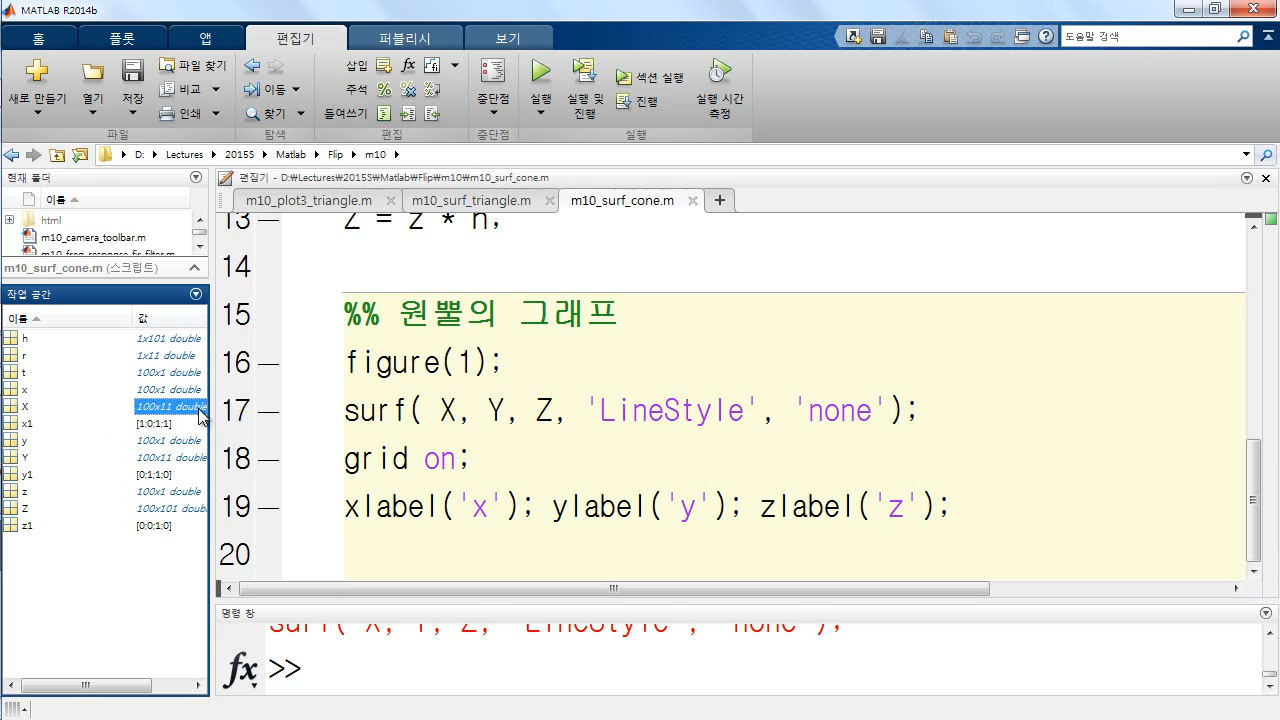 MATLAB R2014b
홈
플롯
앱
편집기
퍼블리시
보기
도움말 검색
새로 만들기
열기
저장
파일 찾기
비교
인쇄
이동
찾기
삽입
주석
들여쓰기
중단점
실행
실행 및
진행
섹션 실행
진행
실행 시간
측정
파일
탐색
편집
중단점
실행
D: Lectures 2015S Matlab Flip m10
현재 폴더
이름
html
m10_camera_toolbar.m
m10_freq_response_fir_filter.m
m10_surf_cone.m (스크립트)
작업 공간
이름 값
h 1x101 double
r 1x11 double
t 100x1 double
x 100x1 double
X 100x11 double
x1 [1;0;1;1]
y 100x1 double
Y 100x11 double
y1 [0;1;1;0]
z 100x1 double
Z 100x101 doubl
z1 [0;0;1;0]
편집기 - D:₩Lectures₩2015S₩Matlab₩Flip₩m10₩m10_surf_cone.m
m10_plot3_triangle.m
m10_surf_triangle.m
m10_surf_cone.m
13 Z = z * h;
14
15 %% 원뿔의 그래프
16 figure(1);
17 surf( X, Y, Z, 'LineStyle', 'none');
18 grid on;
19 xlabel('x'); ylabel('y'); zlabel('z');
20
명령 창
surf( X, Y, Z, 'LineStyle', 'none');
fx >>